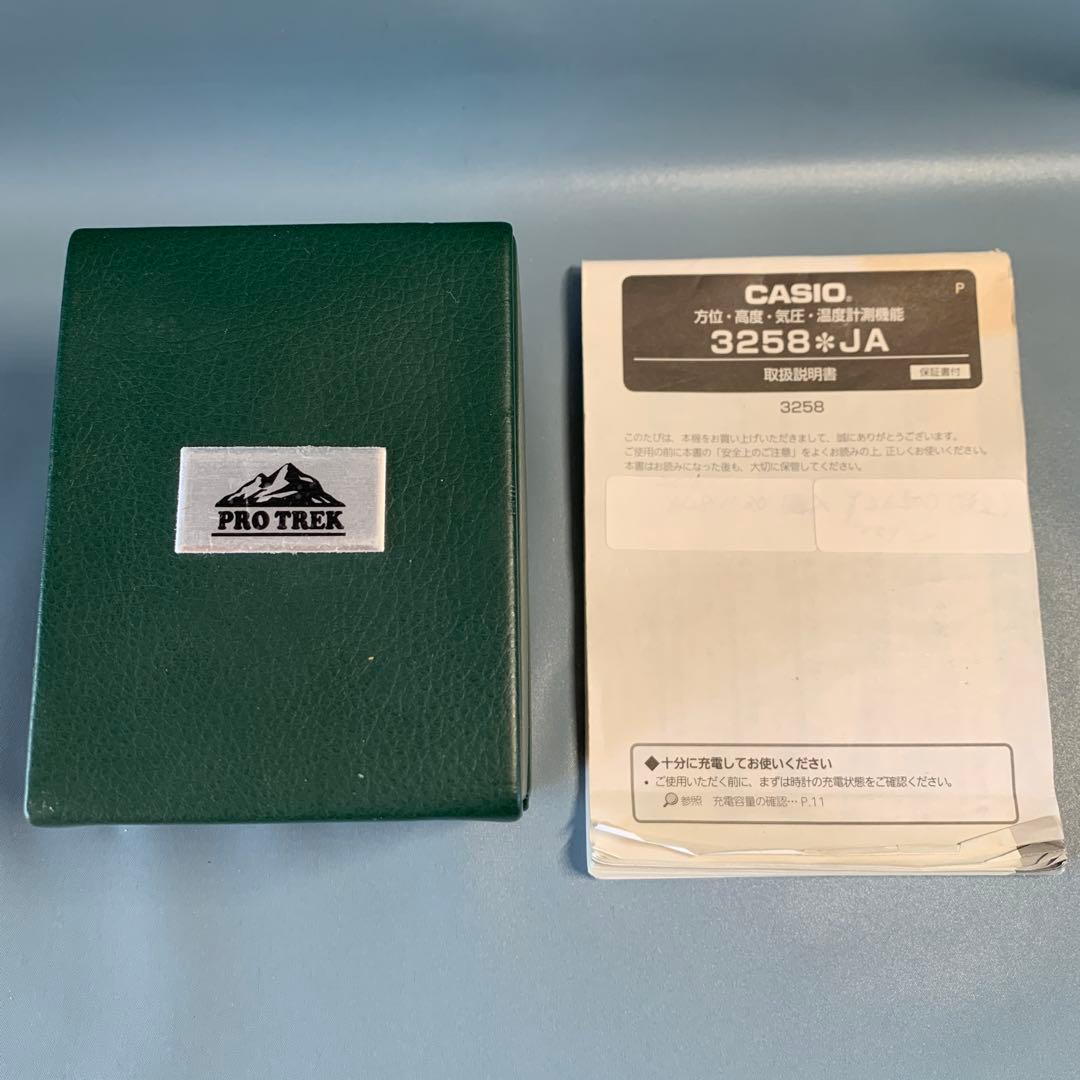 PRO TREK
CASIO®
P
方位・高度・気圧・温度計測機能
3258*JA
取扱説明書 保証書付
3258
このたびは、本機をお買い上げいただきまして、誠にありがとうございます。
ご使用の前に本書の「安全上のご注意」をよくお読みの上、正しくお使いください。
本書はお読みになった後も、大切に保管してください。
◆十分に充電してお使いください
• ご使用いただく前に、まずは時計の充電状態をご確認ください。
参照 充電容量の確認… P.11